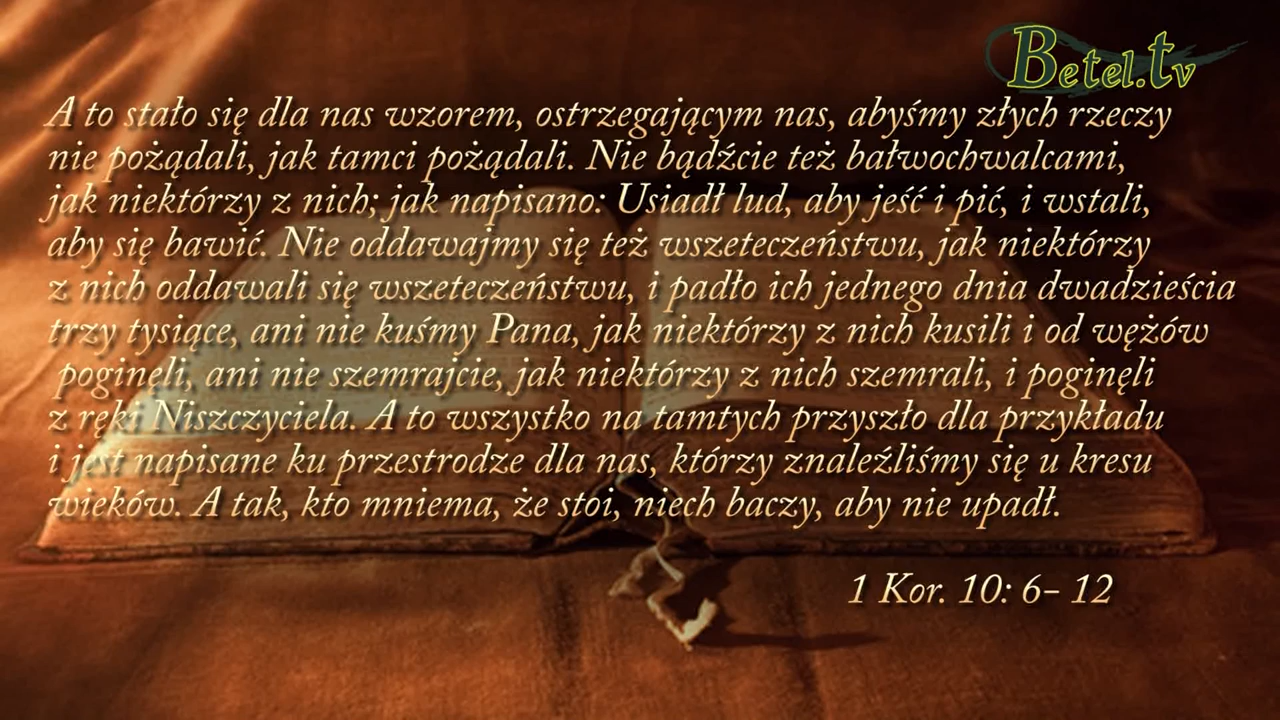 Betel.tv
A to stało się dla nas wzorem, ostrzegającym nas, abyśmy złych rzeczy
nie pożądali, jak tamci pożądali. Nie bądźcie też bałwochwalcami,
jak niektórzy z nich; jak napisano: Usiadł lud, aby jeść i pić, i wstali,
aby się bawić. Nie oddawajmy się też wszeteczeństwu, jak niektórzy
z nich oddawali się wszeteczeństwu, i padło ich jednego dnia dwadzieścia
trzy tysiące, ani nie kuśmy Pana, jak niektórzy z nich kusili i od wężów
poginęli, ani nie szemrajcie, jak niektórzy z nich szemrali, i poginęli
z ręki Niszczyciela. A to wszystko na tamtych przyszło dla przykładu
i jest napisane ku przestrodze dla nas, którzy znaleźliśmy się u kresu
wieków. A tak, kto mniema, że stoi, niech baczy, aby nie upadł.
1 Kor. 10: 6– 12